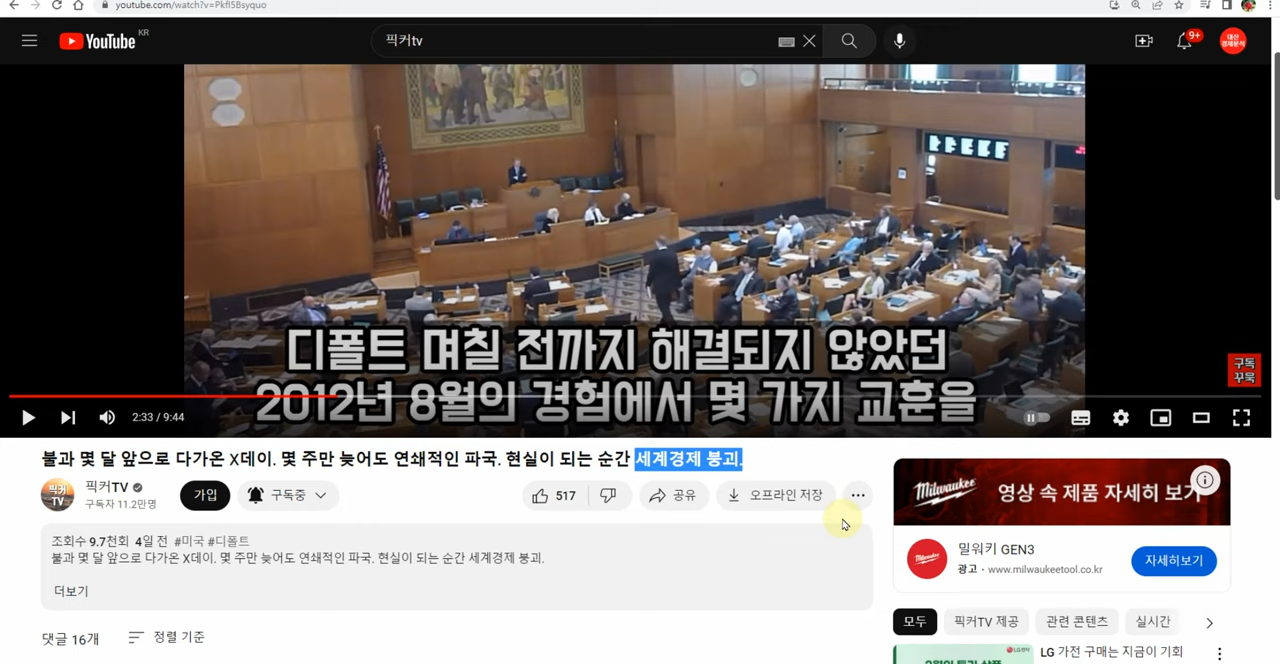 youtube.com/watch?v=PkfI5Bsyquo
YouTube KR
픽커tv
9+
대신
경제분석
디폴트 며칠 전까지 해결되지 않았던
2012년 8월의 경험에서 몇 가지 교훈을
구독
꾸욱
2:33 / 9:44
불과 몇 달 앞으로 다가온 X데이. 몇 주만 늦어도 연쇄적인 파국. 현실이 되는 순간 세계경제 붕괴.
픽커TV
픽커
TV
구독자 11.2만명
가입
구독중
517
공유
오프라인 저장
조회수 9.7천회 4일 전 #미국 #디폴트
불과 몇 달 앞으로 다가온 X데이. 몇 주만 늦어도 연쇄적인 파국. 현실이 되는 순간 세계경제 붕괴.
더보기
댓글 16개
정렬 기준
Milwaukee
영상 속 제품 자세히 보기
Milwaukee
밀워키 GEN3
광고 · www.milwaukeetool.co.kr
자세히보기
모두
픽커TV 제공
관련 콘텐츠
실시간
LG 가전 구매는 지금이 기회